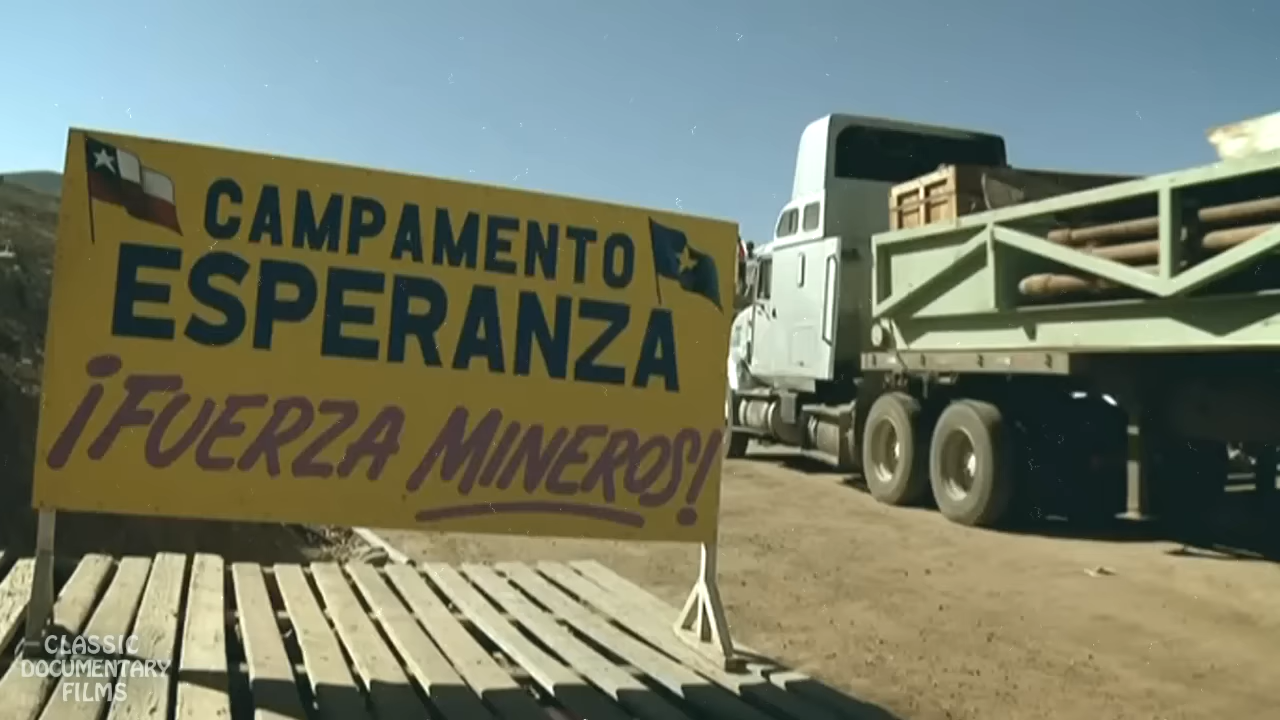 CAMPAMENTO
ESPERANZA
¡FUERZA MINEROS!
CLASSIC
DOCUMENTARY
FILMS